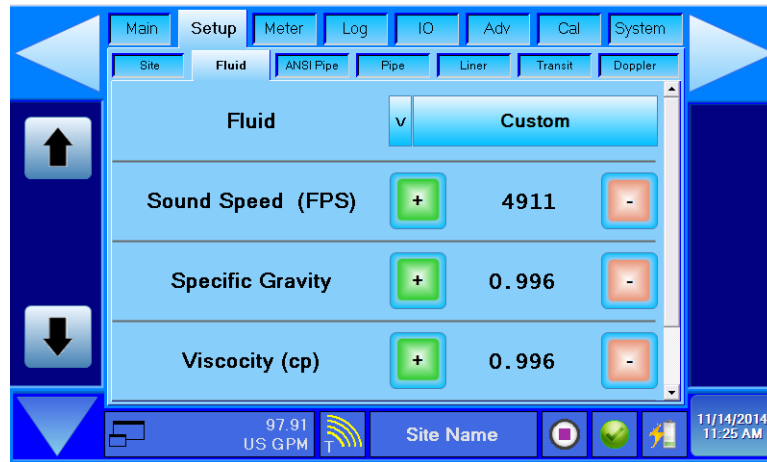 Main Setup Meter Log IO Adv Cal System
Site Fluid ANSI Pipe Pipe Liner Transit Doppler
Fluid v Custom
Sound Speed (FPS) + 4911 -
Specific Gravity + 0.996 -
Viscocity (cp) + 0.996 -
97.91
US GPM
T
Site Name
11/14/2014
11:25 AM